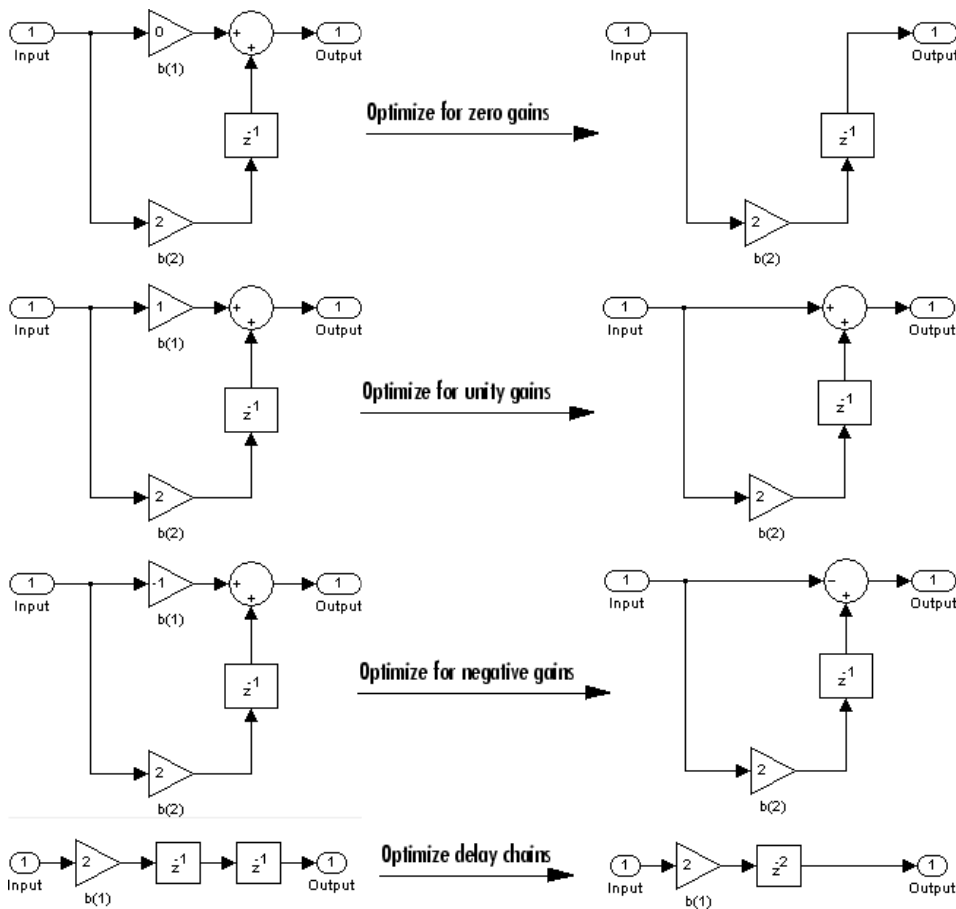 1 0 + + 1 1 1
Input b(1) Output Input Output
z-1 Optimize for zero gains z-1
2 2
b(2) b(2)
1 1 + + 1 1 + + 1
Input b(1) Output Input Output
z-1 Optimize for unity gains z-1
2 2
b(2) b(2)
1 -1 + + 1 1 − + 1
Input b(1) Output Input Output
z-1 Optimize for negative gains z-1
2 2
b(2) b(2)
1 2 z-1 z-1 1 Optimize delay chains 1 2 z-2 1
Input b(1) Output Input b(1) Output